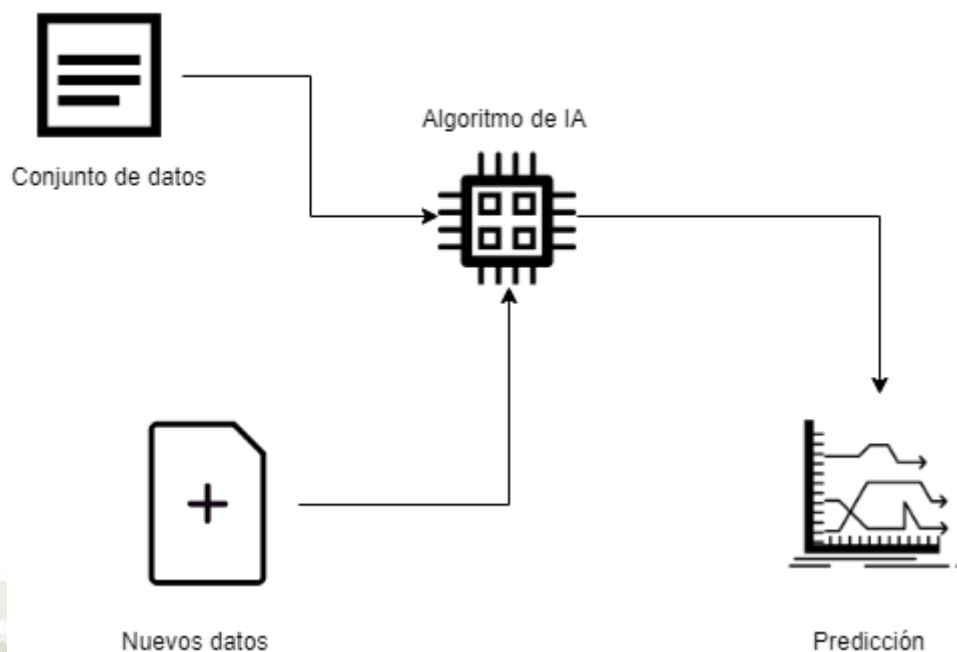 Algoritmo de IA
Conjunto de datos
Nuevos datos
Predicción